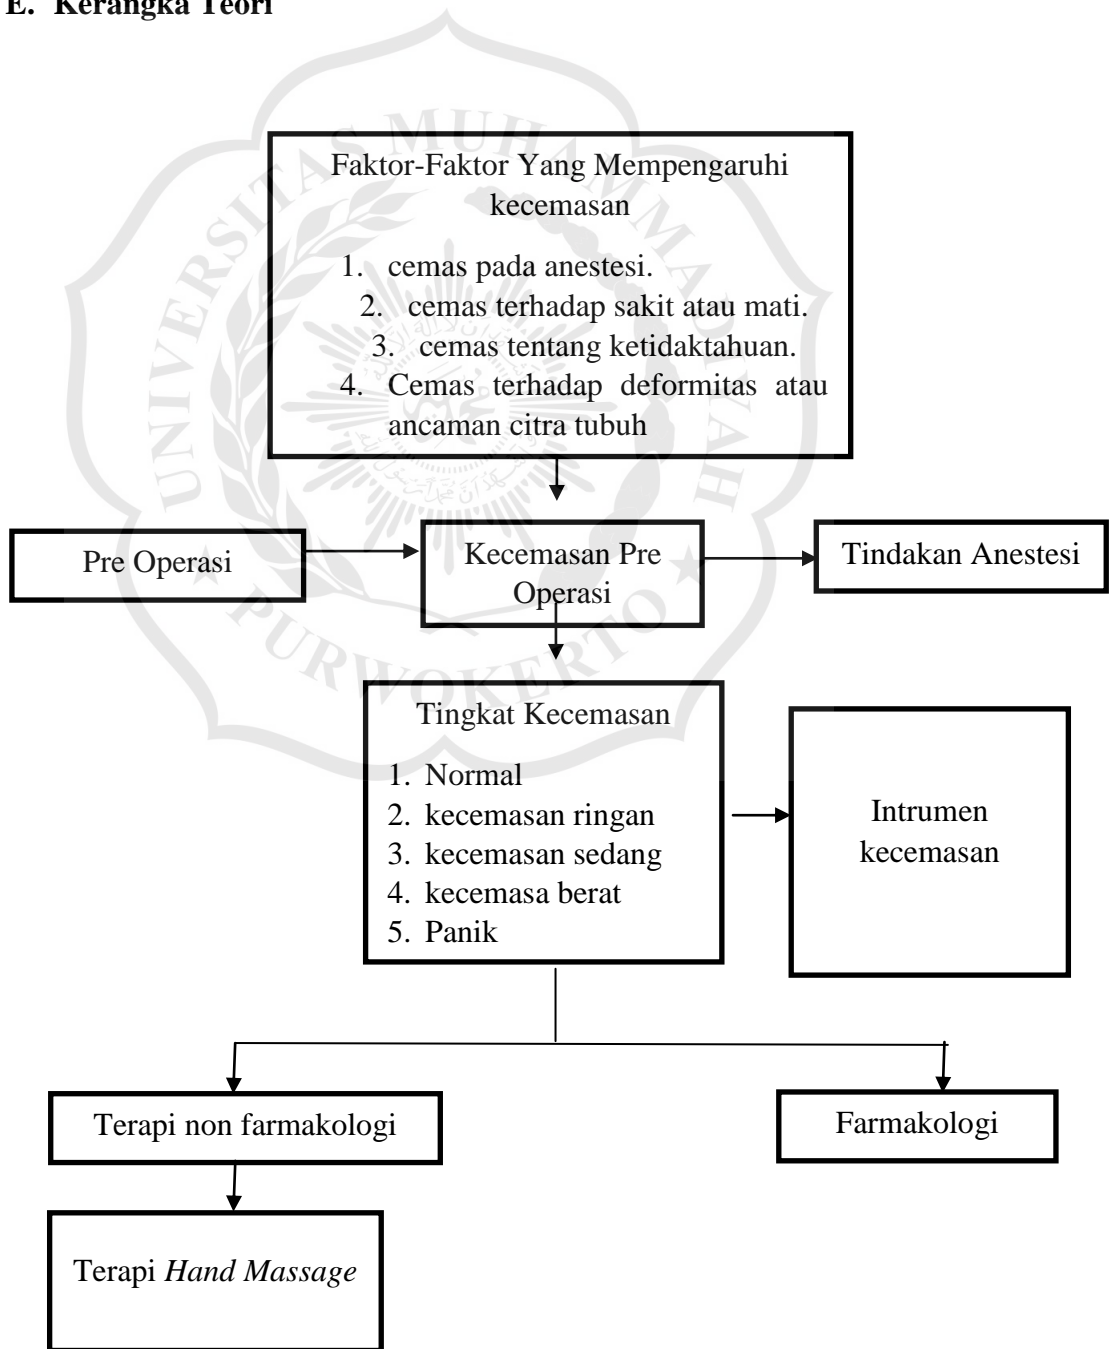 E. Kerangka Teori
Faktor-Faktor Yang Mempengaruhi
kecemasan
1. cemas pada anestesi.
2. cemas terhadap sakit atau mati.
3. cemas tentang ketidaktahuan.
4. Cemas terhadap deformitas atau
ancaman citra tubuh
Pre Operasi
Kecemasan Pre
Operasi
Tindakan Anestesi
Tingkat Kecemasan
1. Normal
2. kecemasan ringan
3. kecemasan sedang
4. kecemasa berat
5. Panik
Intrumen
kecemasan
Terapi non farmakologi
Farmakologi
Terapi Hand Massage
UNIVERSITAS MUHAMMADIYAH
PURWOKERTO